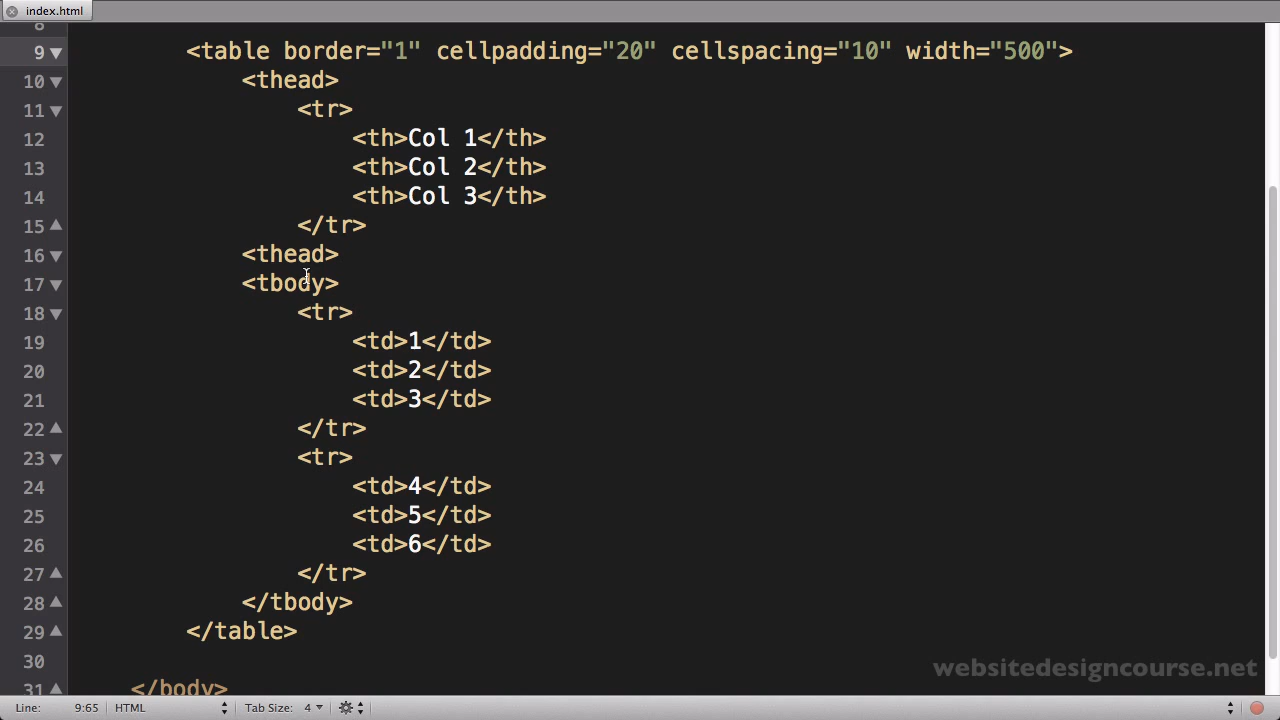 index.html
8
9 <table border="1" cellpadding="20" cellspacing="10" width="500">
10 <thead>
11 <tr>
12 <th>Col 1</th>
13 <th>Col 2</th>
14 <th>Col 3</th>
15 </tr>
16 <thead>
17 <tbody>
18 <tr>
19 <td>1</td>
20 <td>2</td>
21 <td>3</td>
22 </tr>
23 <tr>
24 <td>4</td>
25 <td>5</td>
26 <td>6</td>
27 </tr>
28 </tbody>
29 </table>
30
websitedesigncourse.net
31 </body>
Line: 9:65 HTML Tab Size: 4